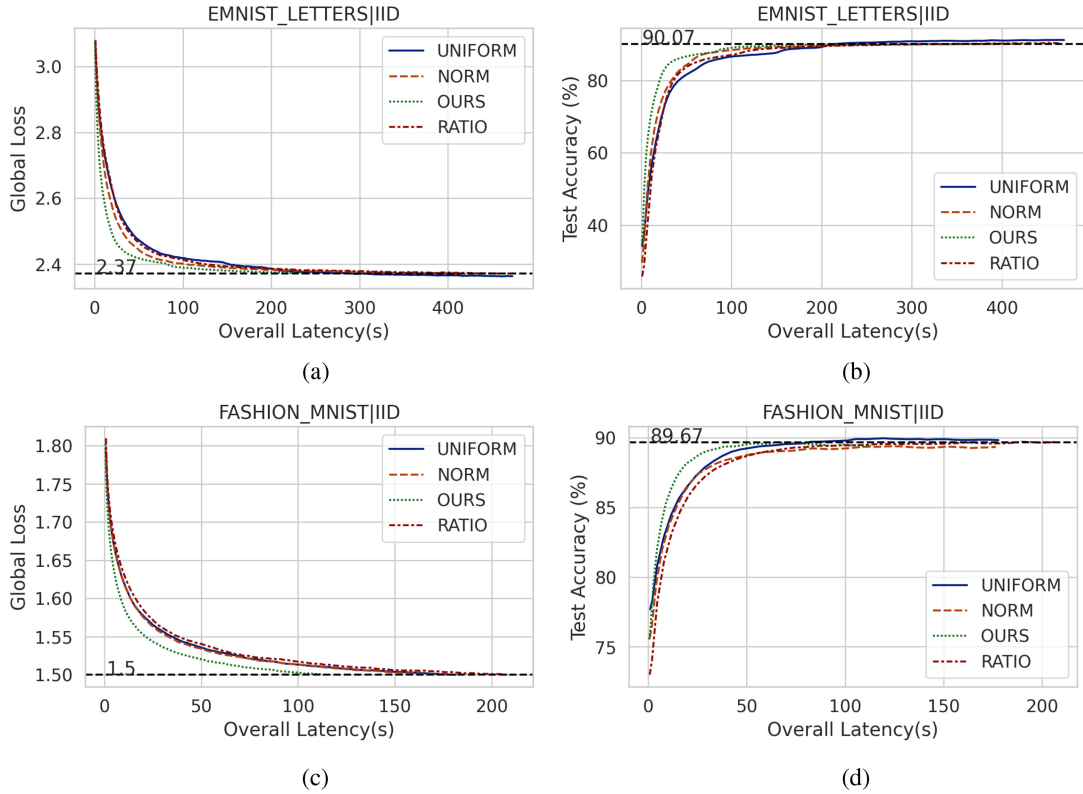 EMNIST_LETTERS|IID
Global Loss
3.0
2.8
2.6
2.4
2.37
UNIFORM
NORM
OURS
RATIO
0 100 200 300 400
Overall Latency(s)
(a)
EMNIST_LETTERS|IID
Test Accuracy (%)
90.07
80
60
40
UNIFORM
NORM
OURS
RATIO
0 100 200 300 400
Overall Latency(s)
(b)
FASHION_MNIST|IID
Global Loss
1.80
1.75
1.70
1.65
1.60
1.55
1.50
1.5
UNIFORM
NORM
OURS
RATIO
0 50 100 150 200
Overall Latency(s)
(c)
FASHION_MNIST|IID
Test Accuracy (%)
90
89.67
85
80
75
UNIFORM
NORM
OURS
RATIO
0 50 100 150 200
Overall Latency(s)
(d)